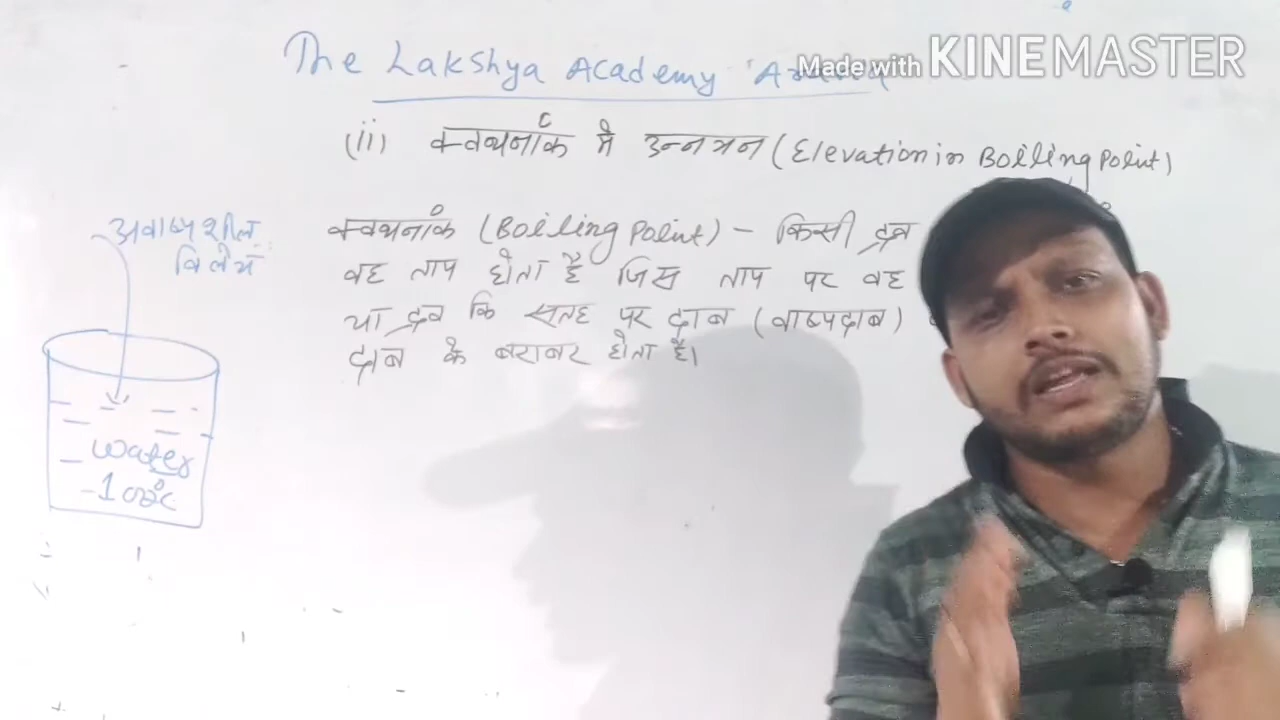 The Lakshya Academy
Made with KINEMASTER
(ii) क्वथनांक में उन्नयन (Elevation in Boiling Point)
अवाष्पशील
विलेय
क्वथनांक (Boiling Point) - किसी द्रव
वह ताप होता है जिस ताप पर वह
या द्रव कि सतह पर दाब (वाष्पदाब)
दाब के बराबर होता है।
water
-100°c